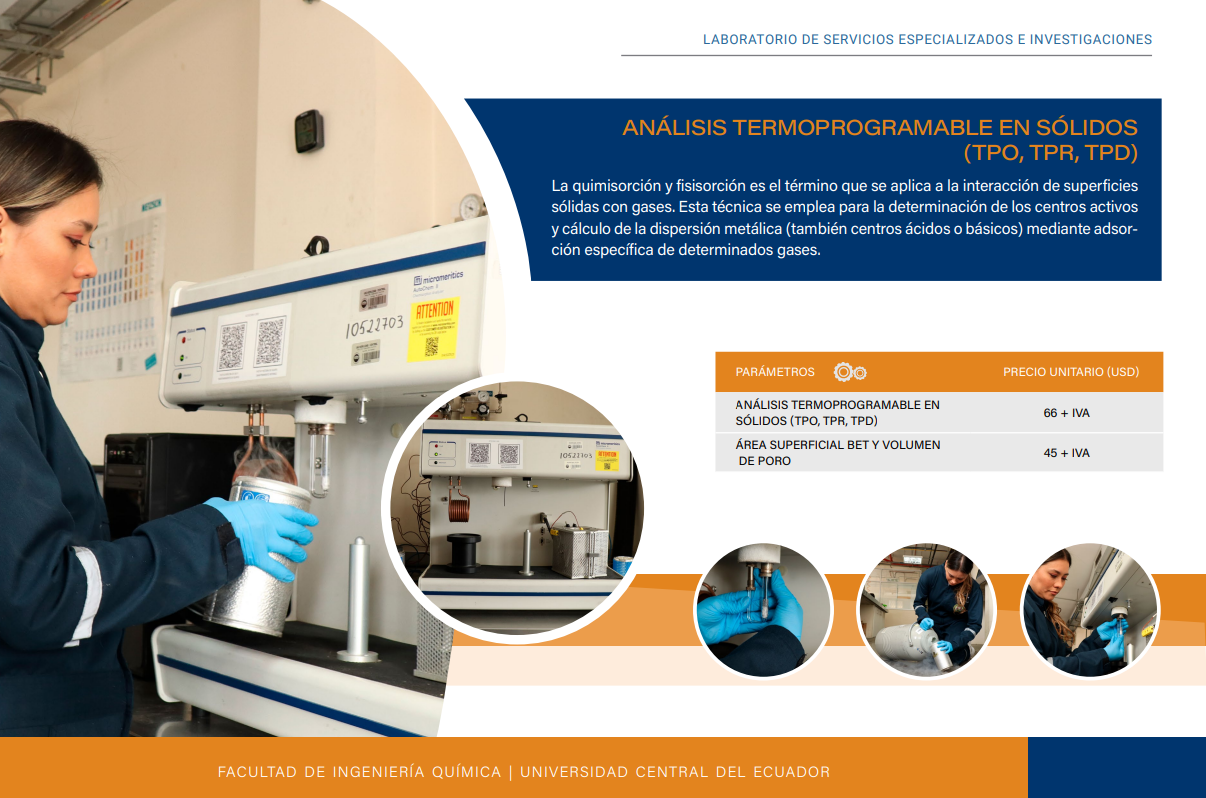 LABORATORIO DE SERVICIOS ESPECIALIZADOS E INVESTIGACIONES
ANÁLISIS TERMOPROGRAMABLE EN SÓLIDOS
(TPO, TPR, TPD)
La quimisorción y fisisorción es el término que se aplica a la interacción de superficies
sólidas con gases. Esta técnica se emplea para la determinación de los centros activos
y cálculo de la dispersión metálica (también centros ácidos o básicos) mediante adsor-
ción específica de determinados gases.
micromeritics
ATTENTION
10522703
PARÁMETROS PRECIO UNITARIO (USD)
ANÁLISIS TERMOPROGRAMABLE EN
SÓLIDOS (TPO, TPR, TPD)
66 + IVA
ÁREA SUPERFICIAL BET Y VOLUMEN
DE PORO
45 + IVA
10522703
FACULTAD DE INGENIERÍA QUÍMICA | UNIVERSIDAD CENTRAL DEL ECUADOR